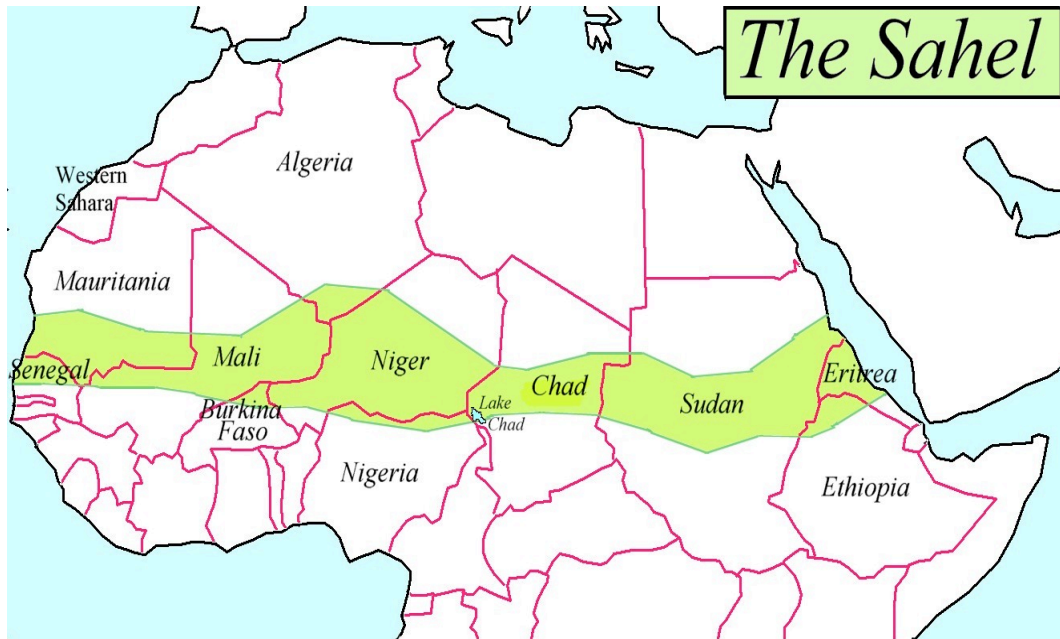 The Sahel
Algeria
Western
Sahara
Mauritania
Senegal
Mali
Niger
Chad
Sudan
Eritrea
Lake
Chad
Burkina
Faso
Nigeria
Ethiopia